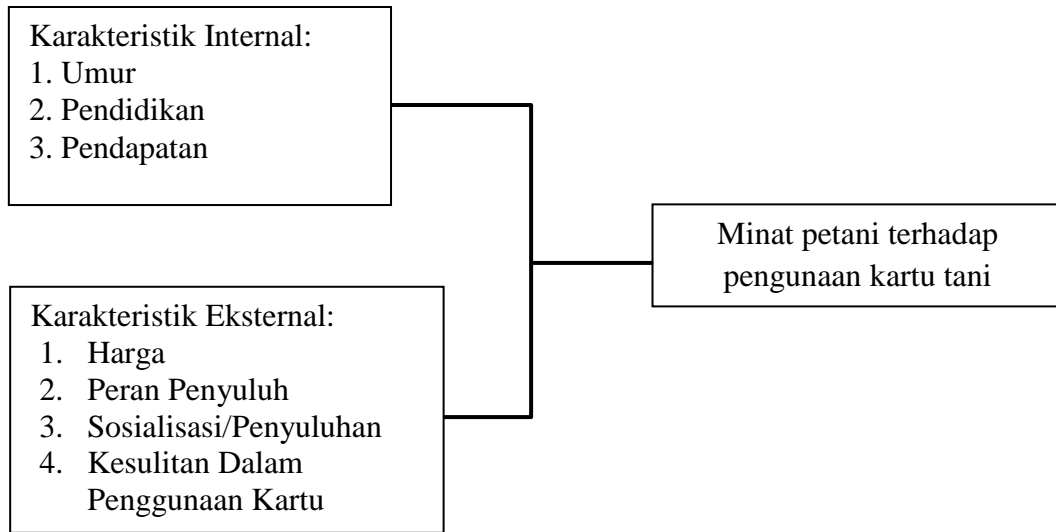 Karakteristik Internal:
1. Umur
2. Pendidikan
3. Pendapatan
Minat petani terhadap
pengunaan kartu tani
Karakteristik Eksternal:
1. Harga
2. Peran Penyuluh
3. Sosialisasi/Penyuluhan
4. Kesulitan Dalam
Penggunaan Kartu